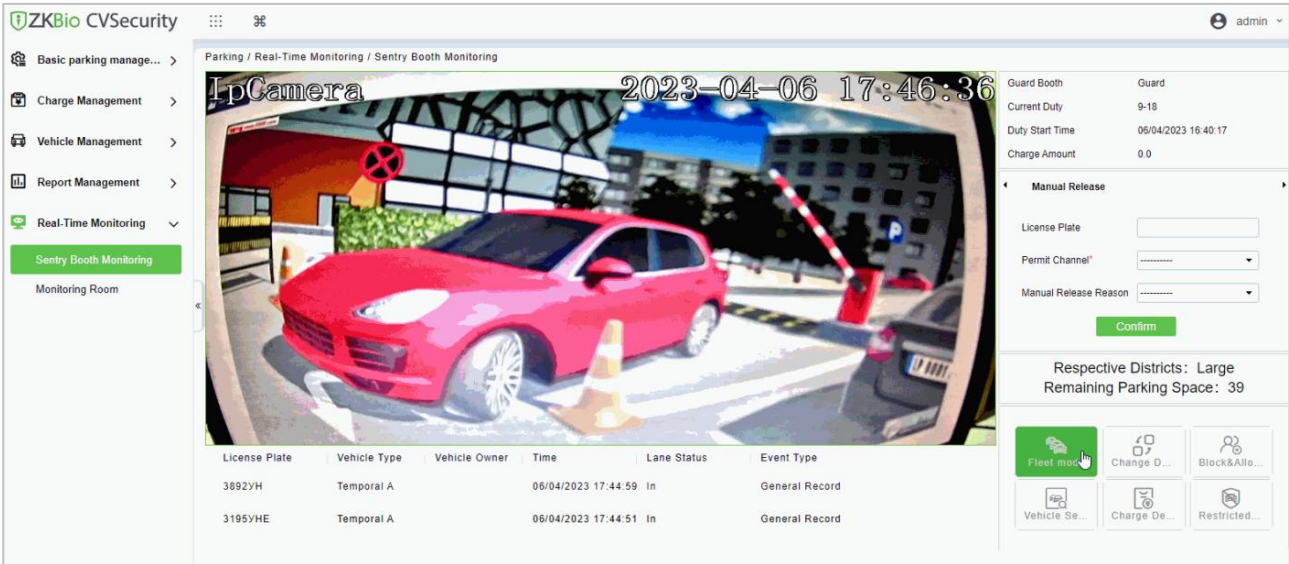 ZKBio CVSecurity
admin
Basic parking manage...
Charge Management
Vehicle Management
Report Management
Real-Time Monitoring
Sentry Booth Monitoring
Monitoring Room
Parking / Real-Time Monitoring / Sentry Booth Monitoring
IpCamera 2023-04-06 17:46:36
P
License Plate Vehicle Type Vehicle Owner Time Lane Status Event Type
3892УН Temporal A 06/04/2023 17:44:59 In General Record
3195УНЕ Temporal A 06/04/2023 17:44:51 In General Record
Guard Booth Guard
Current Duty 9-18
Duty Start Time 06/04/2023 16:40:17
Charge Amount 0.0
Manual Release
License Plate
Permit Channel* ----------
Manual Release Reason ----------
Confirm
Respective Districts: Large
Remaining Parking Space: 39
Fleet mod Change D... Block&Allo...
Vehicle Se... Charge De... Restricted...